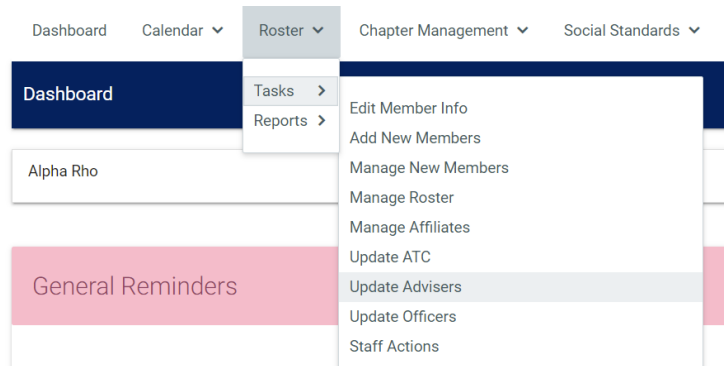 Dashboard Calendar Roster Chapter Management Social Standards
Dashboard
Tasks
Reports
Edit Member Info
Add New Members
Manage New Members
Manage Roster
Manage Affiliates
Update ATC
Update Advisers
Update Officers
Staff Actions
Alpha Rho
General Reminders